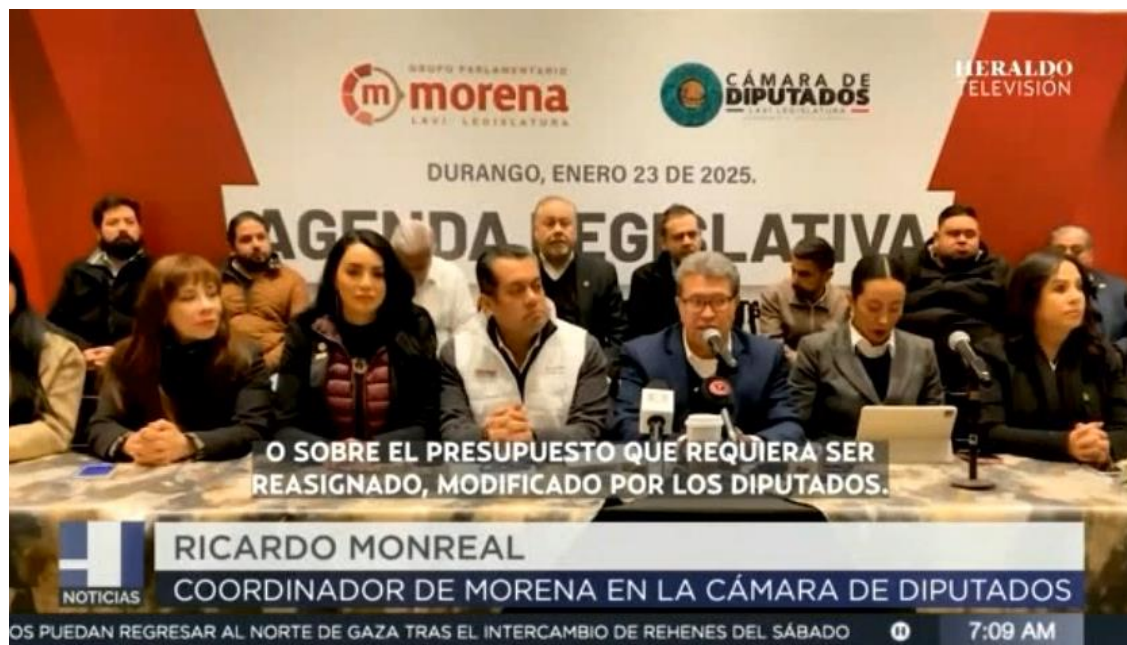 GRUPO PARLAMENTARIO
morena
LXVI LEGISLATURA
CÁMARA DE
DIPUTADOS
LXVI LEGISLATURA
HERALDO
TELEVISIÓN
DURANGO, ENERO 23 DE 2025.
AGENDA LEGISLATIVA
O SOBRE EL PRESUPUESTO QUE REQUIERA SER
REASIGNADO, MODIFICADO POR LOS DIPUTADOS.
RICARDO MONREAL
NOTICIAS
COORDINADOR DE MORENA EN LA CÁMARA DE DIPUTADOS
OS PUEDAN REGRESAR AL NORTE DE GAZA TRAS EL INTERCAMBIO DE REHENES DEL SÁBADO
7:09 AM